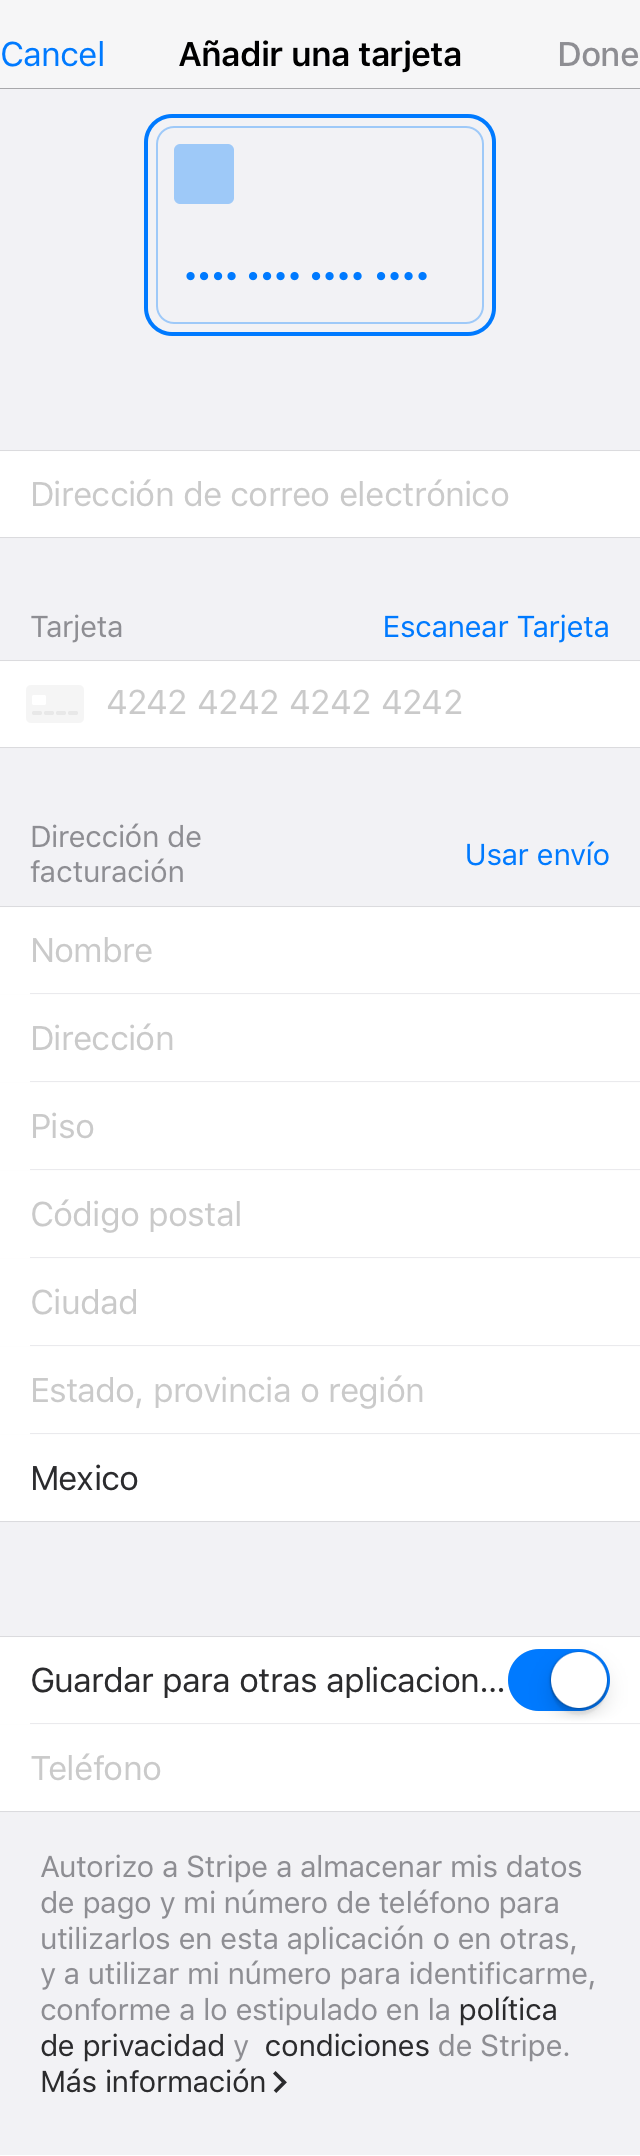 Cancel Añadir una tarjeta Done
•••• •••• •••• ••••
Dirección de correo electrónico
Tarjeta Escanear Tarjeta
4242 4242 4242 4242
Dirección de
facturación
Usar envío
Nombre
Dirección
Piso
Código postal
Ciudad
Estado, provincia o región
Mexico
Guardar para otras aplicacion...
Teléfono
Autorizo a Stripe a almacenar mis datos
de pago y mi número de teléfono para
utilizarlos en esta aplicación o en otras,
y a utilizar mi número para identificarme,
conforme a lo estipulado en la política
de privacidad y condiciones de Stripe.
Más información